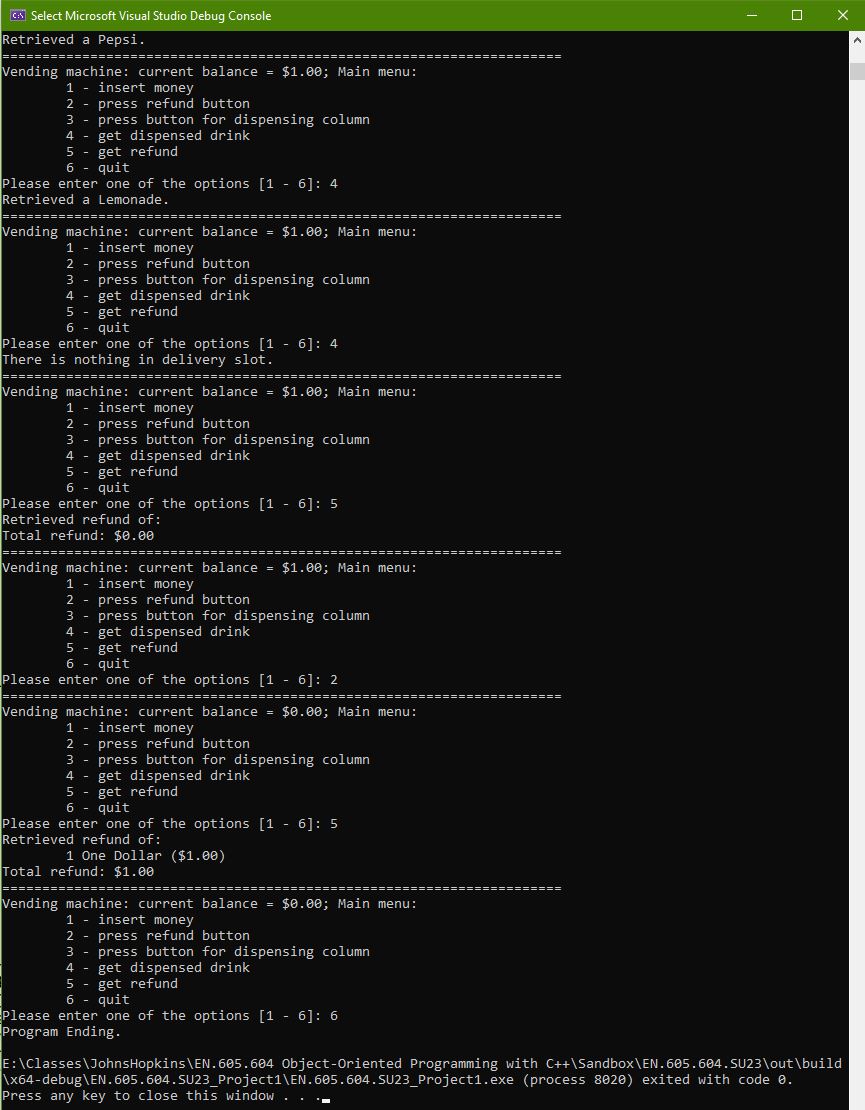 Select Microsoft Visual Studio Debug Console
Retrieved a Pepsi.
======================================================================
Vending machine: current balance = $1.00; Main menu:
        1 - insert money
        2 - press refund button
        3 - press button for dispensing column
        4 - get dispensed drink
        5 - get refund
        6 - quit
Please enter one of the options [1 - 6]: 4
Retrieved a Lemonade.
======================================================================
Vending machine: current balance = $1.00; Main menu:
        1 - insert money
        2 - press refund button
        3 - press button for dispensing column
        4 - get dispensed drink
        5 - get refund
        6 - quit
Please enter one of the options [1 - 6]: 4
There is nothing in delivery slot.
======================================================================
Vending machine: current balance = $1.00; Main menu:
        1 - insert money
        2 - press refund button
        3 - press button for dispensing column
        4 - get dispensed drink
        5 - get refund
        6 - quit
Please enter one of the options [1 - 6]: 5
Retrieved refund of:
Total refund: $0.00
======================================================================
Vending machine: current balance = $1.00; Main menu:
        1 - insert money
        2 - press refund button
        3 - press button for dispensing column
        4 - get dispensed drink
        5 - get refund
        6 - quit
Please enter one of the options [1 - 6]: 2
======================================================================
Vending machine: current balance = $0.00; Main menu:
        1 - insert money
        2 - press refund button
        3 - press button for dispensing column
        4 - get dispensed drink
        5 - get refund
        6 - quit
Please enter one of the options [1 - 6]: 5
Retrieved refund of:
        1 One Dollar ($1.00)
Total refund: $1.00
======================================================================
Vending machine: current balance = $0.00; Main menu:
        1 - insert money
        2 - press refund button
        3 - press button for dispensing column
        4 - get dispensed drink
        5 - get refund
        6 - quit
Please enter one of the options [1 - 6]: 6
Program Ending.

E:\Classes\JohnsHopkins\EN.605.604 Object-Oriented Programming with C++\Sandbox\EN.605.604.SU23\out\build
\x64-debug\EN.605.604.SU23_Project1\EN.605.604.SU23_Project1.exe (process 8020) exited with code 0.
Press any key to close this window . . .